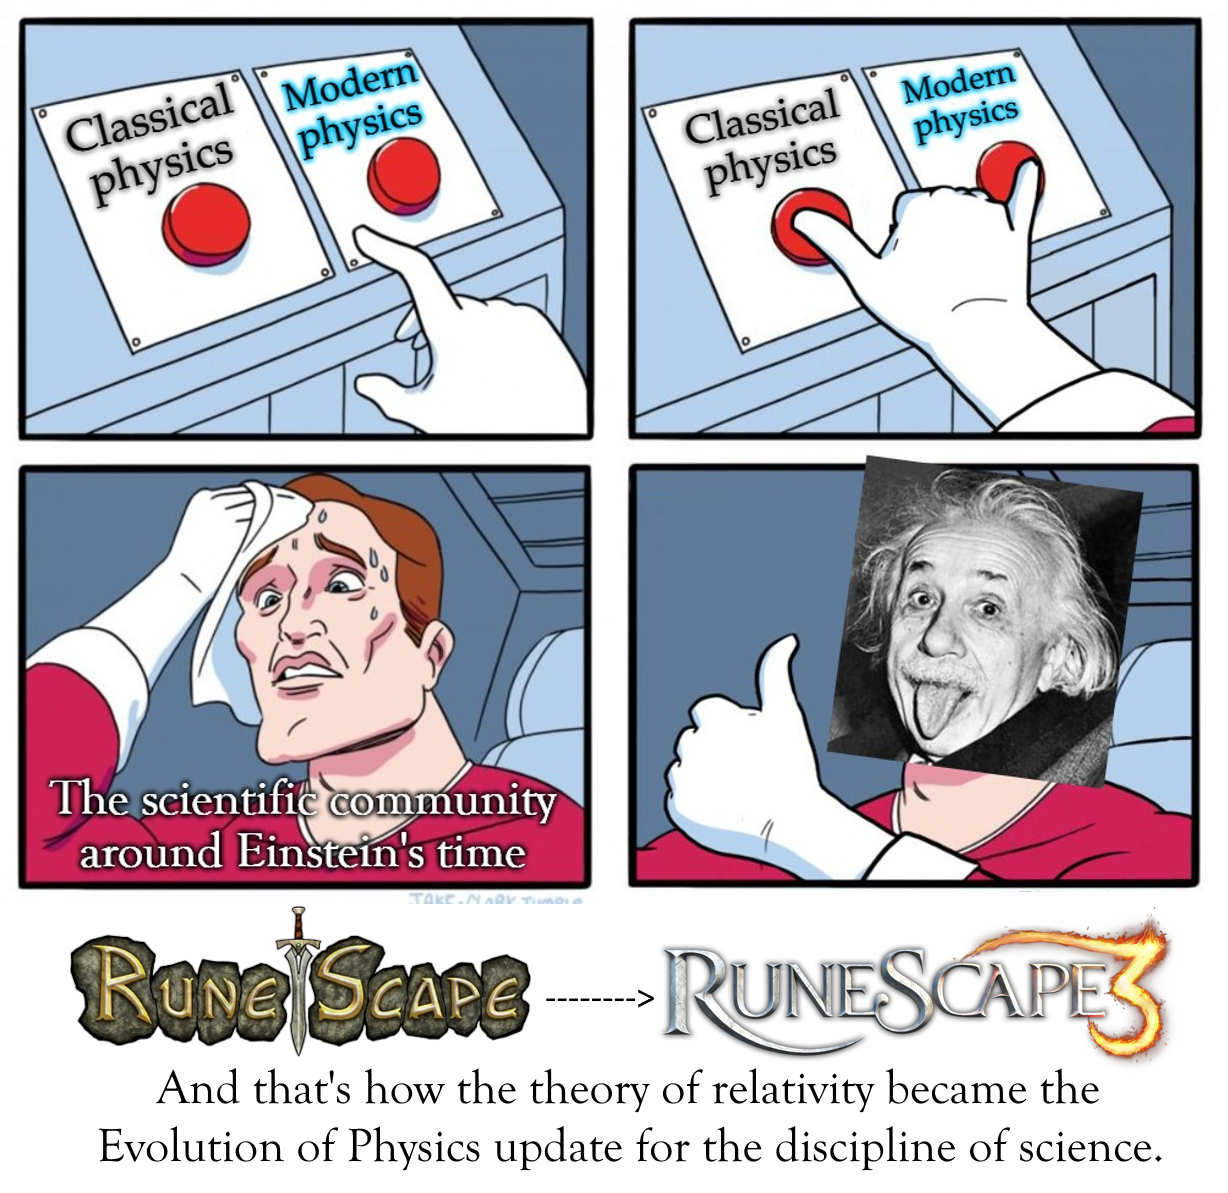 Classical
physics
Modern
physics
Classical
physics
Modern
physics
The scientific community
around Einstein's time
RUNESCAPE
-------->
RUNESCAPE3
And that's how the theory of relativity became the
Evolution of Physics update for the discipline of science.